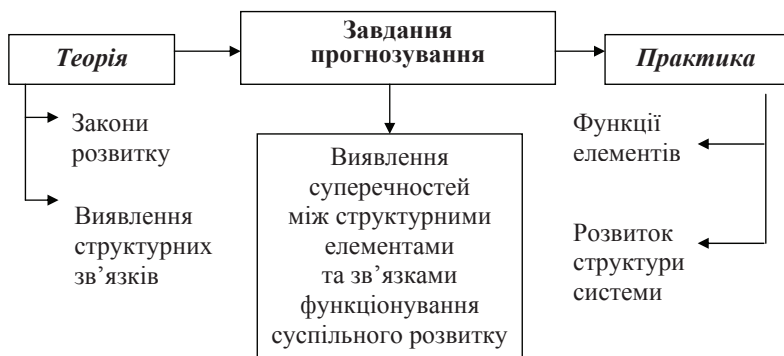 Завдання
прогнозування
Теорія
Практика
Закони
розвитку
Виявлення
структурних
зв’язків
Виявлення
суперечностей
між структурними
елементами
та зв’язками
функціонування
суспільного розвитку
Функції
елементів
Розвиток
структури
системи